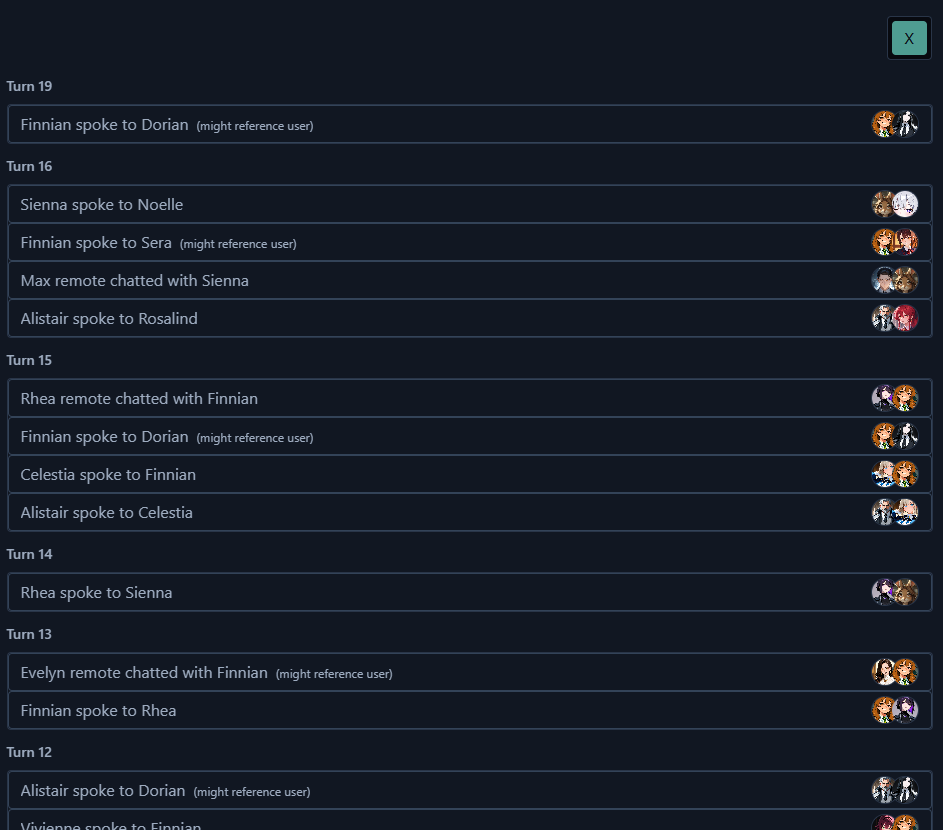 X
Turn 19
Finnian spoke to Dorian (might reference user)
Turn 16
Sienna spoke to Noelle
Finnian spoke to Sera (might reference user)
Max remote chatted with Sienna
Alistair spoke to Rosalind
Turn 15
Rhea remote chatted with Finnian
Finnian spoke to Dorian (might reference user)
Celestia spoke to Finnian
Alistair spoke to Celestia
Turn 14
Rhea spoke to Sienna
Turn 13
Evelyn remote chatted with Finnian (might reference user)
Finnian spoke to Rhea
Turn 12
Alistair spoke to Dorian (might reference user)
Vivienne spoke to Finnian